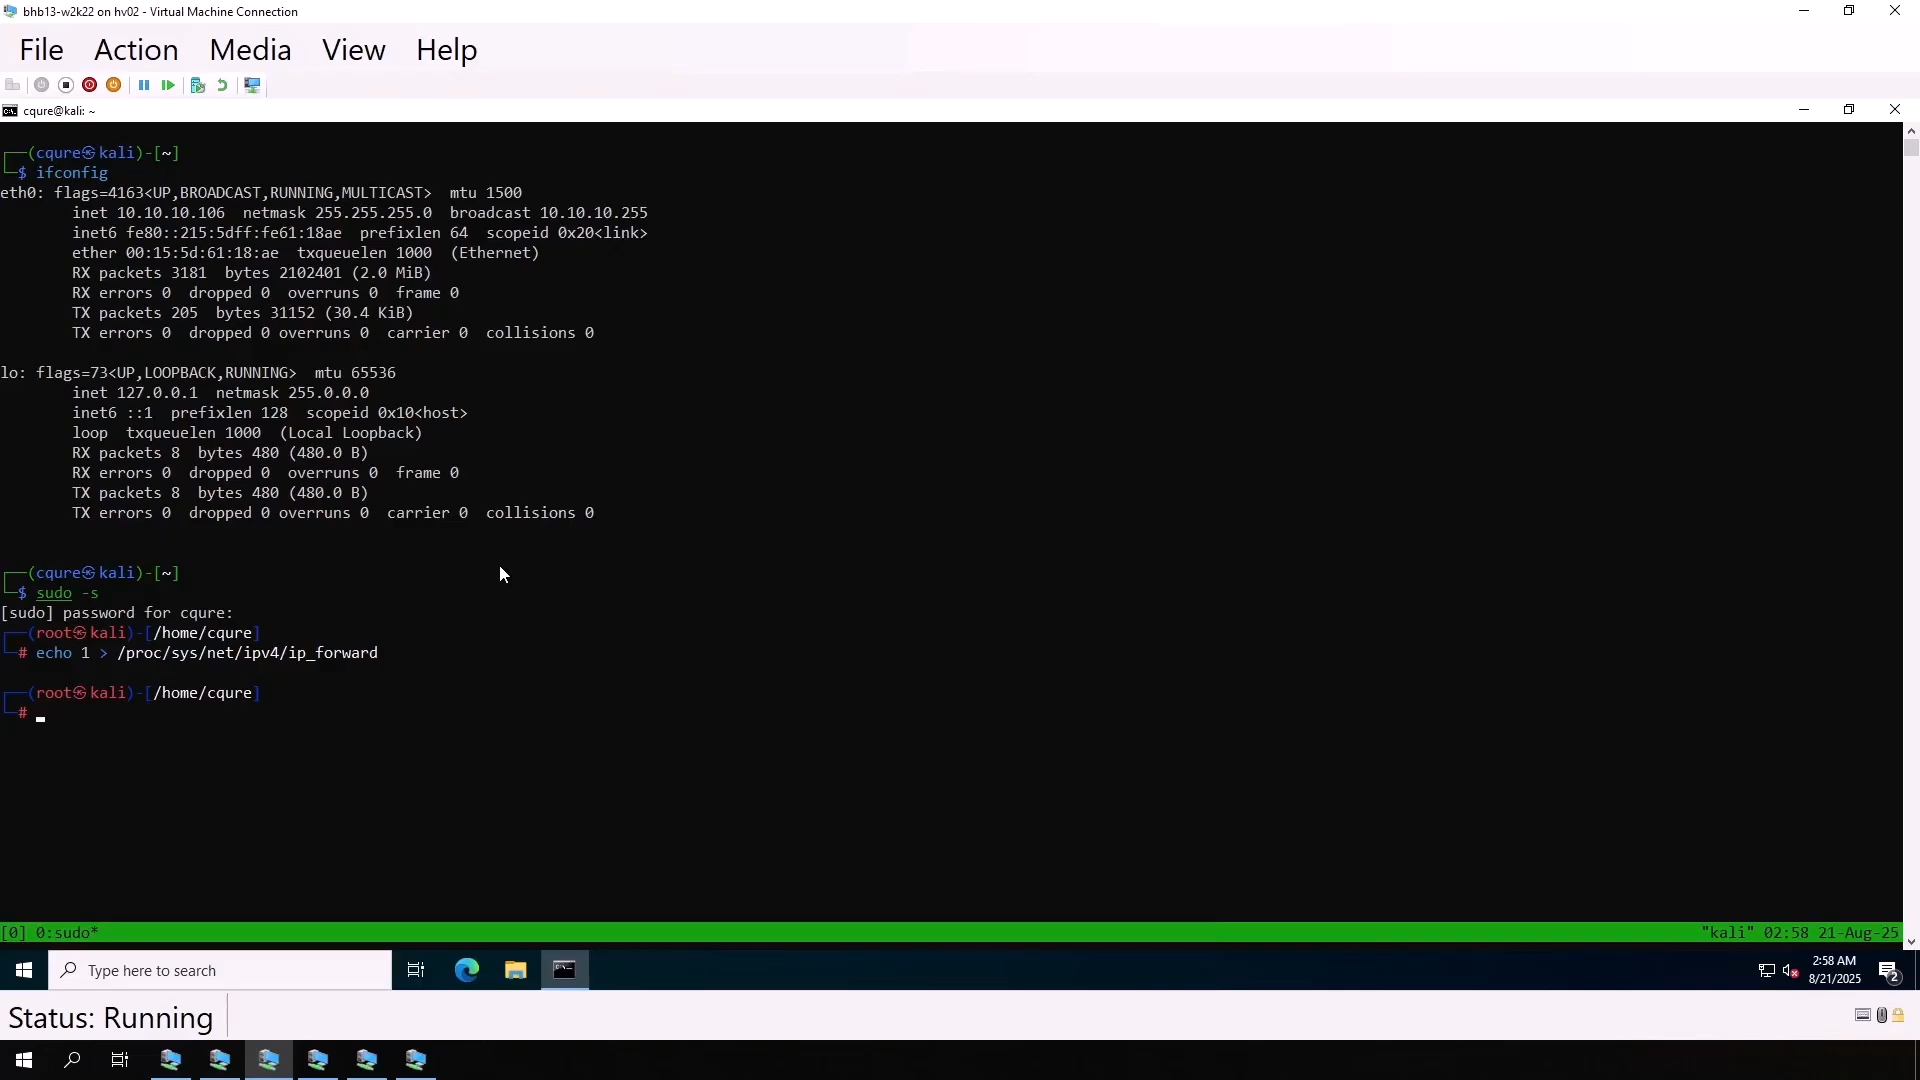 bhb13-w2k22 on hv02 - Virtual Machine Connection
File Action Media View Help
cqure@kali: ~
┌──(cqure㉿kali)-[~]
└─$ ifconfig
eth0: flags=4163<UP,BROADCAST,RUNNING,MULTICAST>  mtu 1500
        inet 10.10.10.106  netmask 255.255.255.0  broadcast 10.10.10.255
        inet6 fe80::215:5dff:fe61:18ae  prefixlen 64  scopeid 0x20<link>
        ether 00:15:5d:61:18:ae  txqueuelen 1000  (Ethernet)
        RX packets 3181  bytes 2102401 (2.0 MiB)
        RX errors 0  dropped 0  overruns 0  frame 0
        TX packets 205  bytes 31152 (30.4 KiB)
        TX errors 0  dropped 0 overruns 0  carrier 0  collisions 0
lo: flags=73<UP,LOOPBACK,RUNNING>  mtu 65536
        inet 127.0.0.1  netmask 255.0.0.0
        inet6 ::1  prefixlen 128  scopeid 0x10<host>
        loop  txqueuelen 1000  (Local Loopback)
        RX packets 8  bytes 480 (480.0 B)
        RX errors 0  dropped 0  overruns 0  frame 0
        TX packets 8  bytes 480 (480.0 B)
        TX errors 0  dropped 0 overruns 0  carrier 0  collisions 0
┌──(cqure㉿kali)-[~]
└─$ sudo -s
[sudo] password for cqure:
┌──(root㉿kali)-[/home/cqure]
└─# echo 1 > /proc/sys/net/ipv4/ip_forward
┌──(root㉿kali)-[/home/cqure]
└─#
[0] 0:sudo* "kali" 02:58 21-Aug-25
Type here to search
2:58 AM
8/21/2025
2
Status: Running